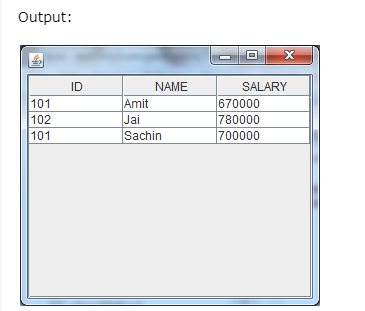 Output:
ID NAME SALARY
101 Amit 670000
102 Jai 780000
101 Sachin 700000